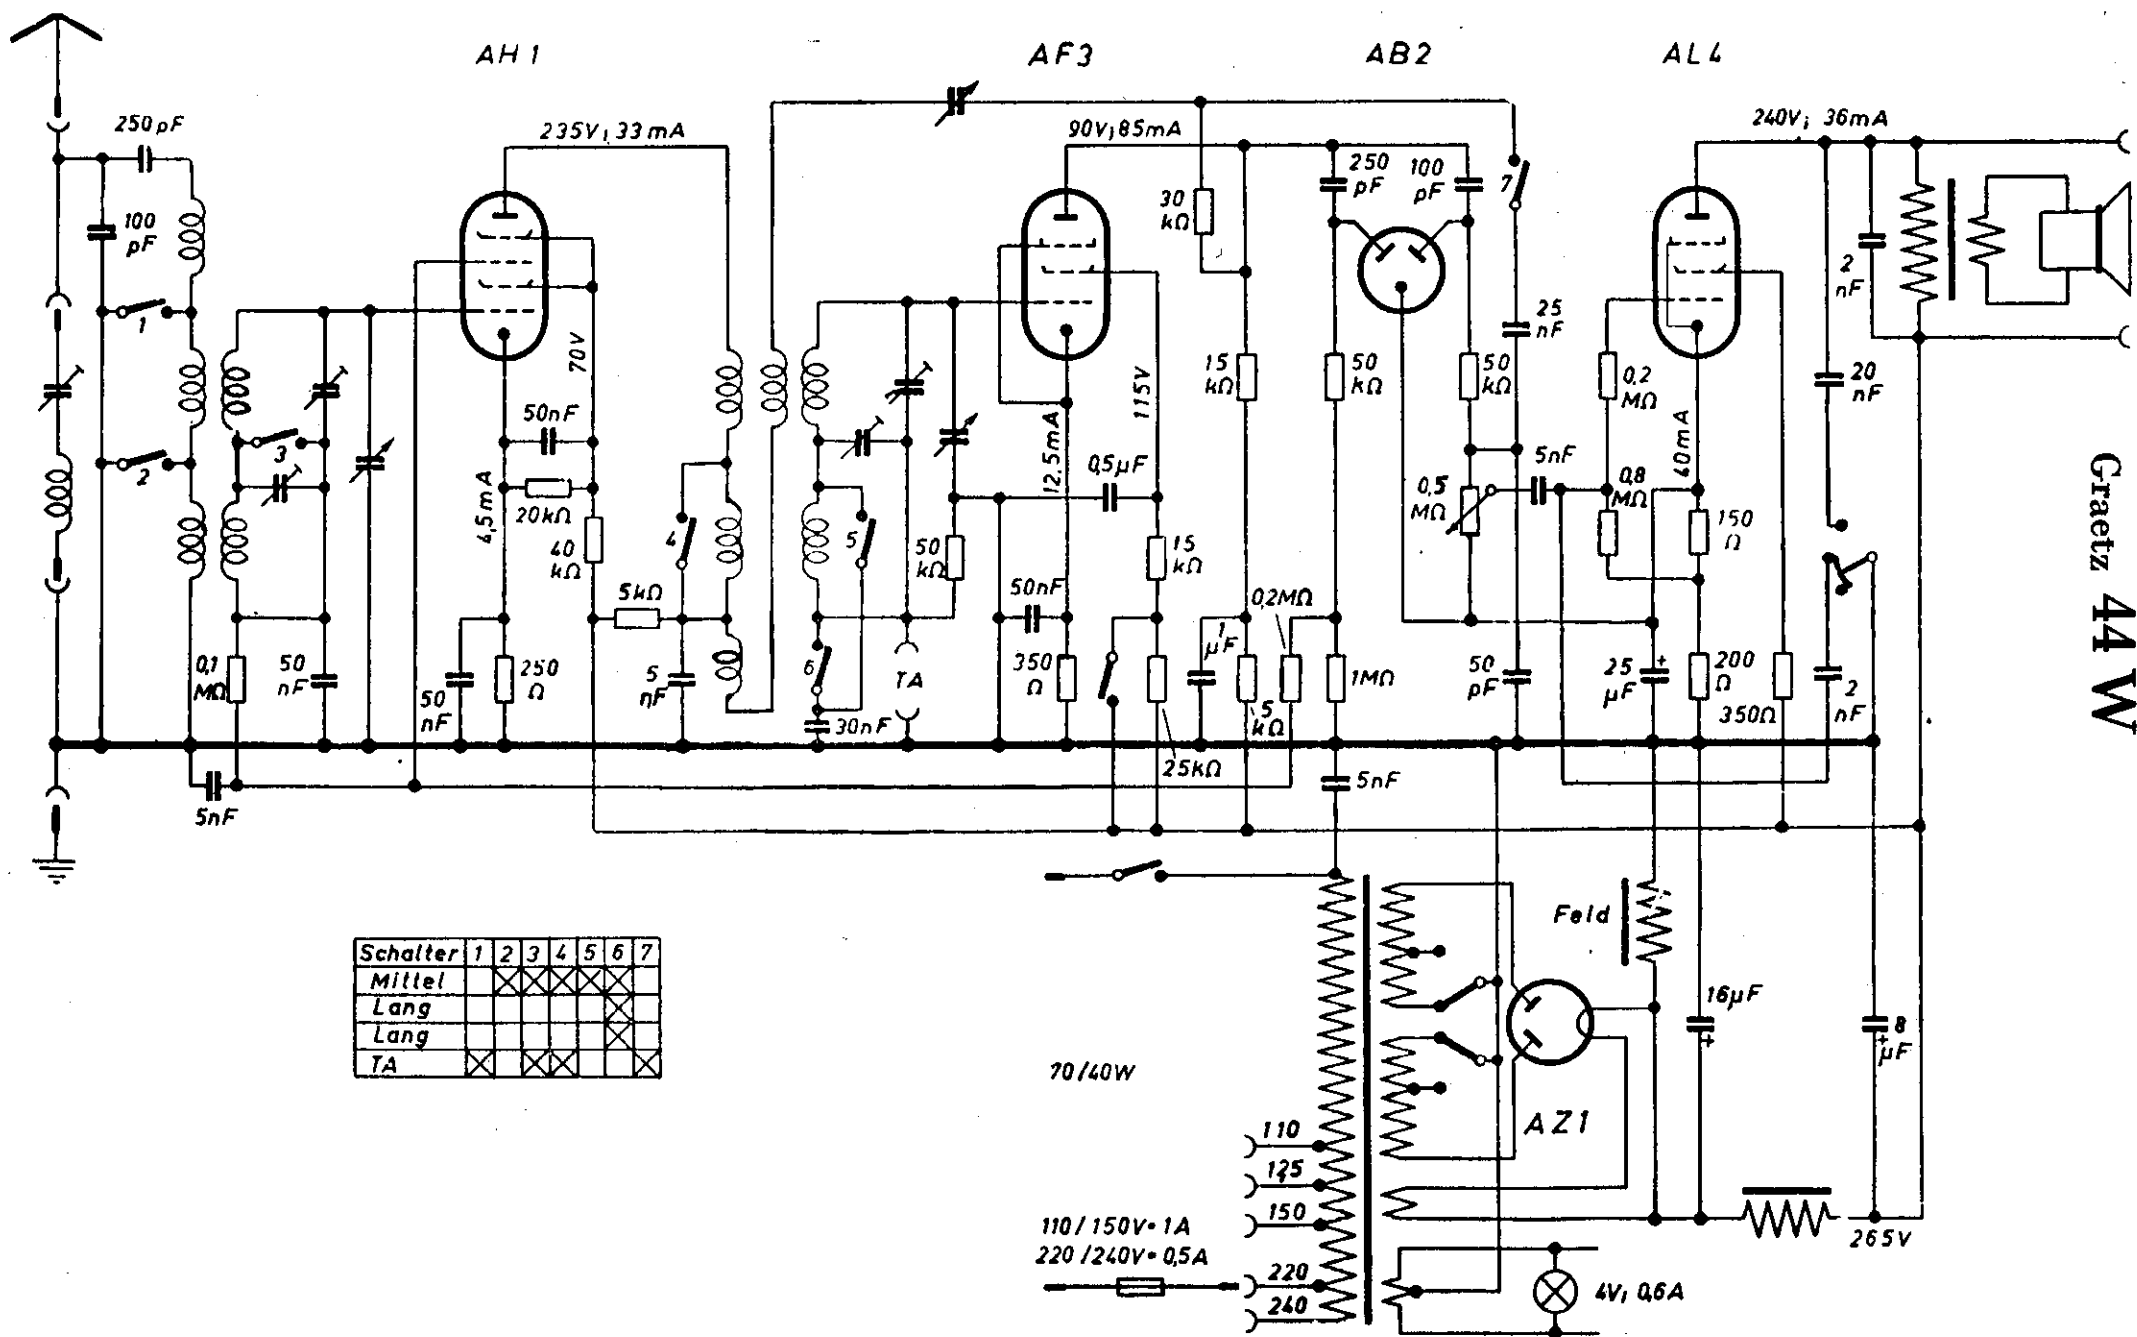 AH1
AF3
AB2
AL4
250pF
235V; 33mA
90V; 85mA
240V; 36mA
100
pF
250
pF
100
pF
7
30
kΩ
2
nF
1
70V
115V
25
nF
15
kΩ
50
kΩ
50
kΩ
0,2
MΩ
20
nF
50nF
3
2
4,5mA
20kΩ
40
kΩ
4
5
12,5mA
0,5µF
50
kΩ
0,5
MΩ
5nF
0,8
MΩ
40mA
150
Ω
15
kΩ
50nF
5kΩ
0,2MΩ
1
µF
0,1
MΩ
50
nF
50
nF
250
Ω
5
nF
6
TA
350
Ω
1MΩ
50
pF
25
µF
+
200
Ω
350Ω
2
nF
30nF
5
kΩ
25kΩ
5nF
5nF
Graetz 44 W
Feld
Schalter 1 2 3 4 5 6 7
Mittel
Lang
Lang
TA
16µF
+
8
µF
+
70/40W
AZ1
110
125
150
110/150V=1A
220/240V=0,5A
220
240
265V
4V; 0,6A